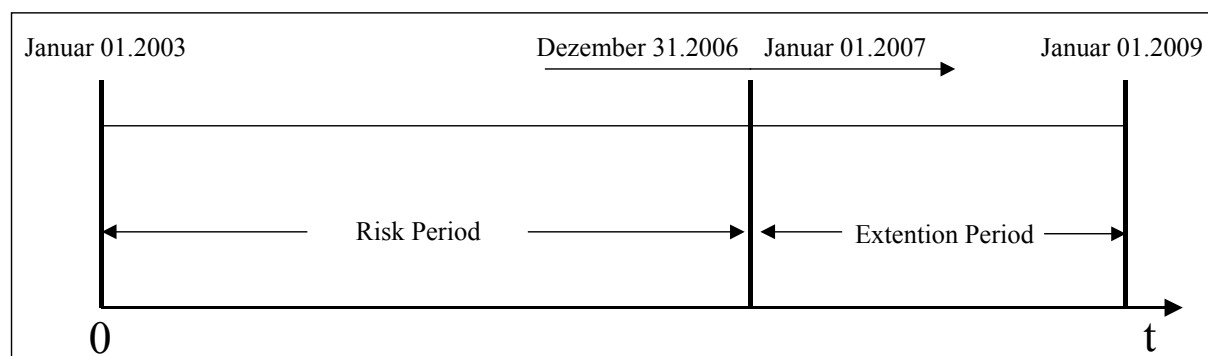 Januar 01.2003 Dezember 31.2006 Januar 01.2007 Januar 01.2009
Risk Period Extention Period
0 t